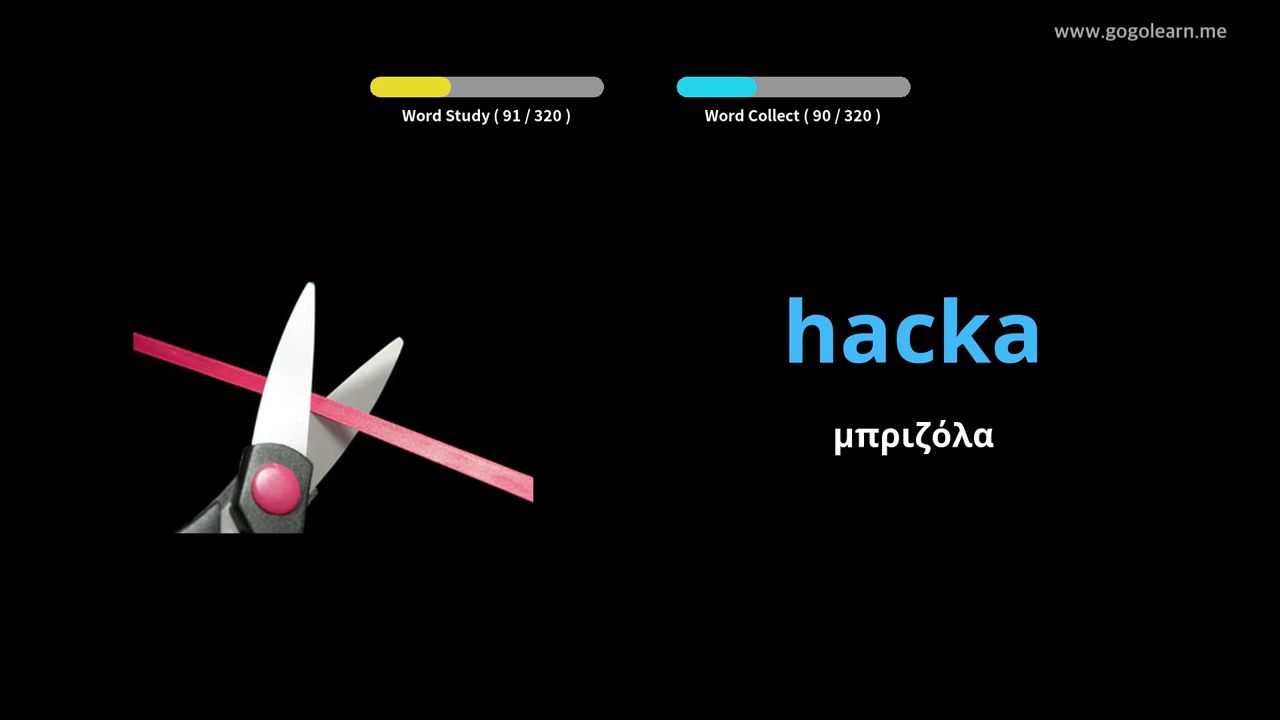 www.gogolearn.me
Word Study ( 91 / 320 )
Word Collect ( 90 / 320 )
hacka
μπριζόλα